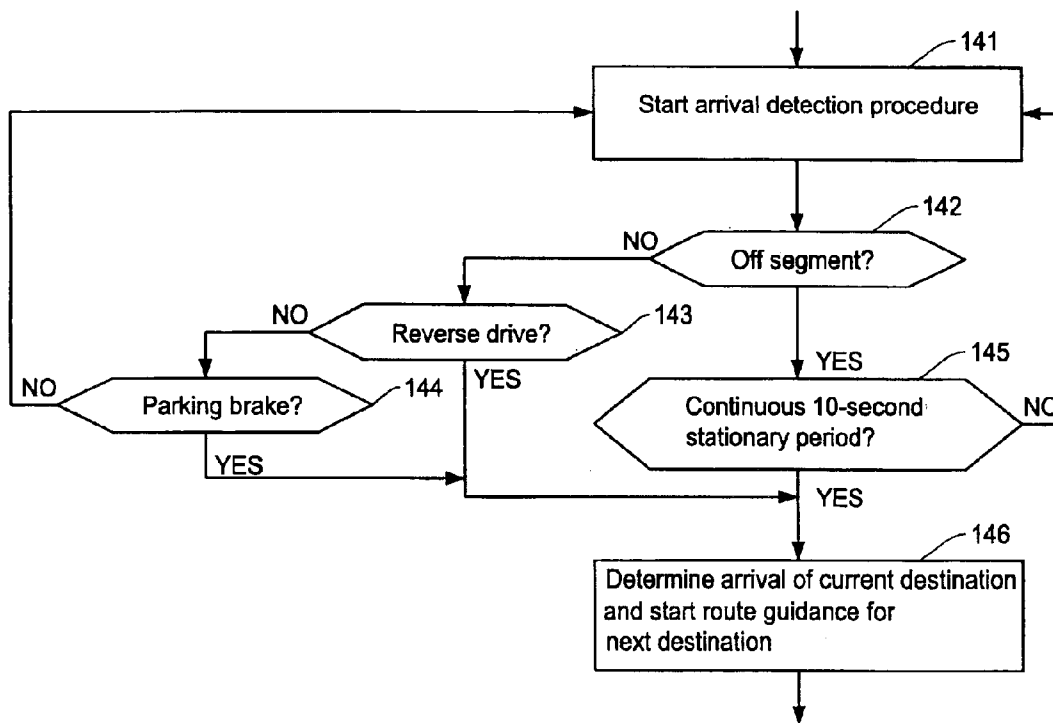 141
Start arrival detection procedure
142
NO
Off segment?
NO
Reverse drive?
143
YES
145
NO
Parking brake?
144
YES
Continuous 10-second
stationary period?
NO
YES
YES
146
Determine arrival of current destination
and start route guidance for
next destination